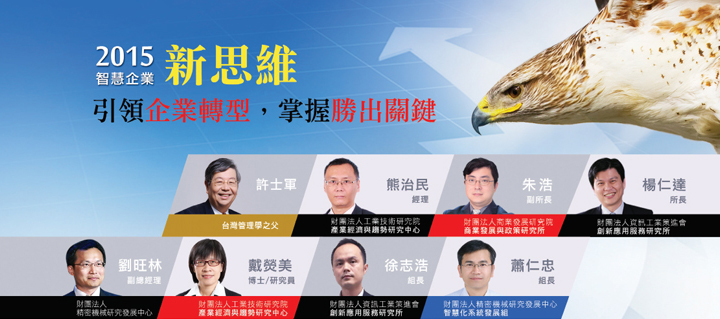 2015
智慧企業
新思維
引領企業轉型，掌握勝出關鍵
許士軍
台灣管理學之父
熊治民
經理
財團法人工業技術研究院
產業經濟與趨勢研究中心
朱浩
副所長
財團法人商業發展研究院
商業發展與政策研究所
楊仁達
所長
財團法人資訊工業策進會
創新應用服務研究所
劉旺林
副總經理
財團法人
精密機械研究發展中心
戴熒美
博士/研究員
財團法人工業技術研究院
產業經濟與趨勢研究中心
徐志浩
組長
財團法人資訊工業策進會
創新應用服務研究所
蕭仁忠
組長
財團法人精密機械研究發展中心
智慧化系統發展組